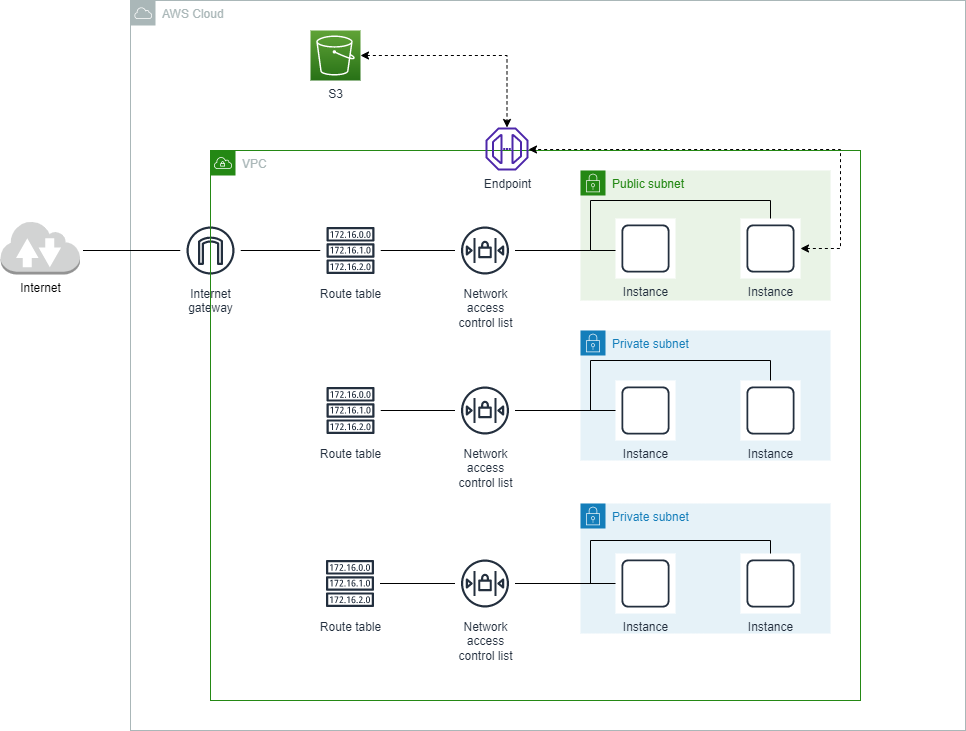 AWS Cloud
S3
VPC
Endpoint
Public subnet
Internet
172.16.0.0
172.16.1.0
172.16.2.0
Internet
gateway
Route table
Network
access
control list
Instance
Instance
Private subnet
172.16.0.0
172.16.1.0
172.16.2.0
Route table
Network
access
control list
Instance
Instance
Private subnet
172.16.0.0
172.16.1.0
172.16.2.0
Route table
Network
access
control list
Instance
Instance